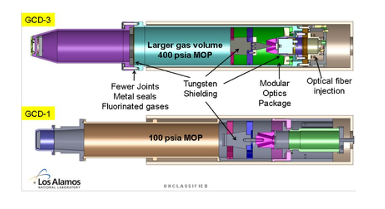 GCD-3
Larger gas volume
400 psia MOP
Fewer Joints
Metal seals
Fluorinated gases
Tungsten
Shielding
Modular
Optics
Package
Optical fiber
injection
GCD-1
100 psia MOP
Los Alamos
NATIONAL LABORATORY
UNCLASSIFIED